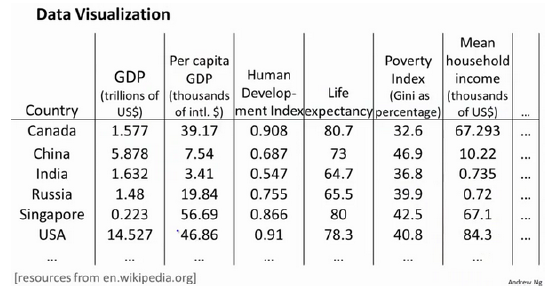 Data Visualization
Country | GDP (trillions of US$) | Per capita GDP (thousands of intl. $) | Human Develop-ment Index | Life expectancy | Poverty Index (Gini as percentage) | Mean household income (thousands of US$) | ...
Canada 1.577 39.17 0.908 80.7 32.6 67.293 ...
China 5.878 7.54 0.687 73 46.9 10.22 ...
India 1.632 3.41 0.547 64.7 36.8 0.735 ...
Russia 1.48 19.84 0.755 65.5 39.9 0.72 ...
Singapore 0.223 56.69 0.866 80 42.5 67.1 ...
USA 14.527 46.86 0.91 78.3 40.8 84.3 ...
... ... ... ... ... ... ...
[resources from en.wikipedia.org]
Andrew Ng